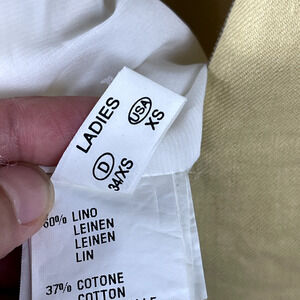 LADIES
USA
XS
D
34/XS
60% LINO
LEINEN
LEINEN
LIN
37% COTONE
COTTON